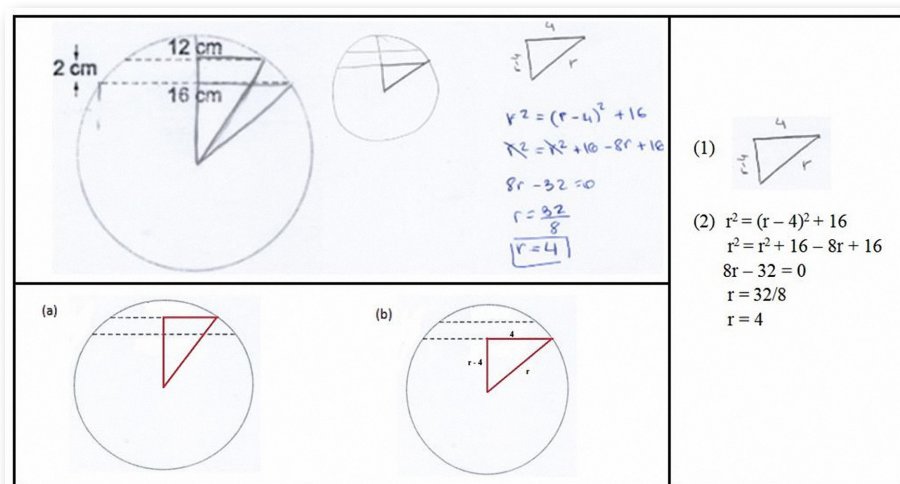 12 cm
2 cm
16 cm
4
r-4
r
r² = (r-4)² + 16
r² = r² + 16 - 8r + 16
8r - 32 = 0
r = 32/8
r = 4
(a)
(b)
4
r - 4
r
(1)
4
r-4
r
(2) r² = (r – 4)² + 16
r² = r² + 16 – 8r + 16
8r – 32 = 0
r = 32/8
r = 4